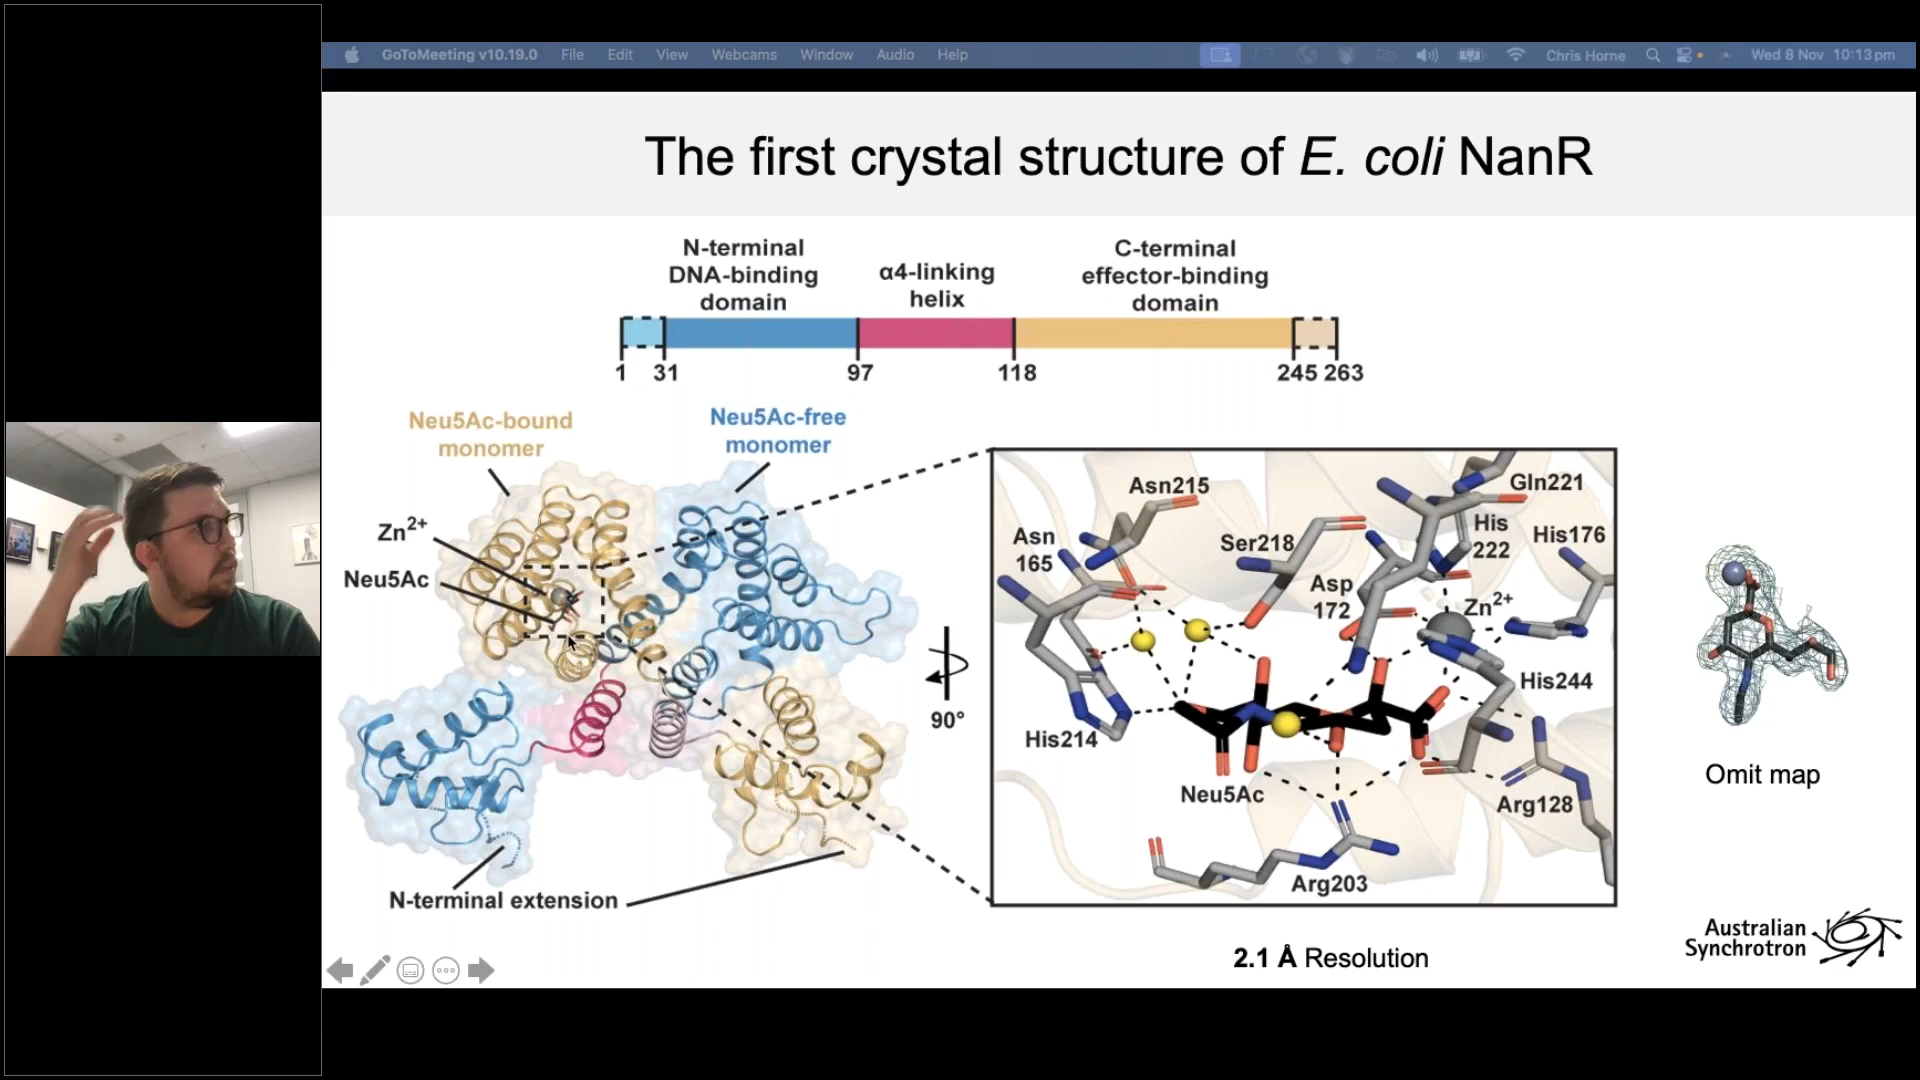 GoToMeeting v10.19.0 File Edit View Webcams Window Audio Help Chris Horne Wed 8 Nov 10:13 pm
The first crystal structure of E. coli NanR
N-terminal
DNA-binding
domain
α4-linking
helix
C-terminal
effector-binding
domain
1 31 97 118 245 263
Neu5Ac-bound
monomer
Neu5Ac-free
monomer
Zn2+
Neu5Ac
N-terminal extension
90°
Asn215
Gln221
Asn
165
Ser218
His
222
His176
Asp
172
Zn2+
His244
His214
Neu5Ac
Arg128
Arg203
2.1 Å Resolution
Omit map
Australian
Synchrotron